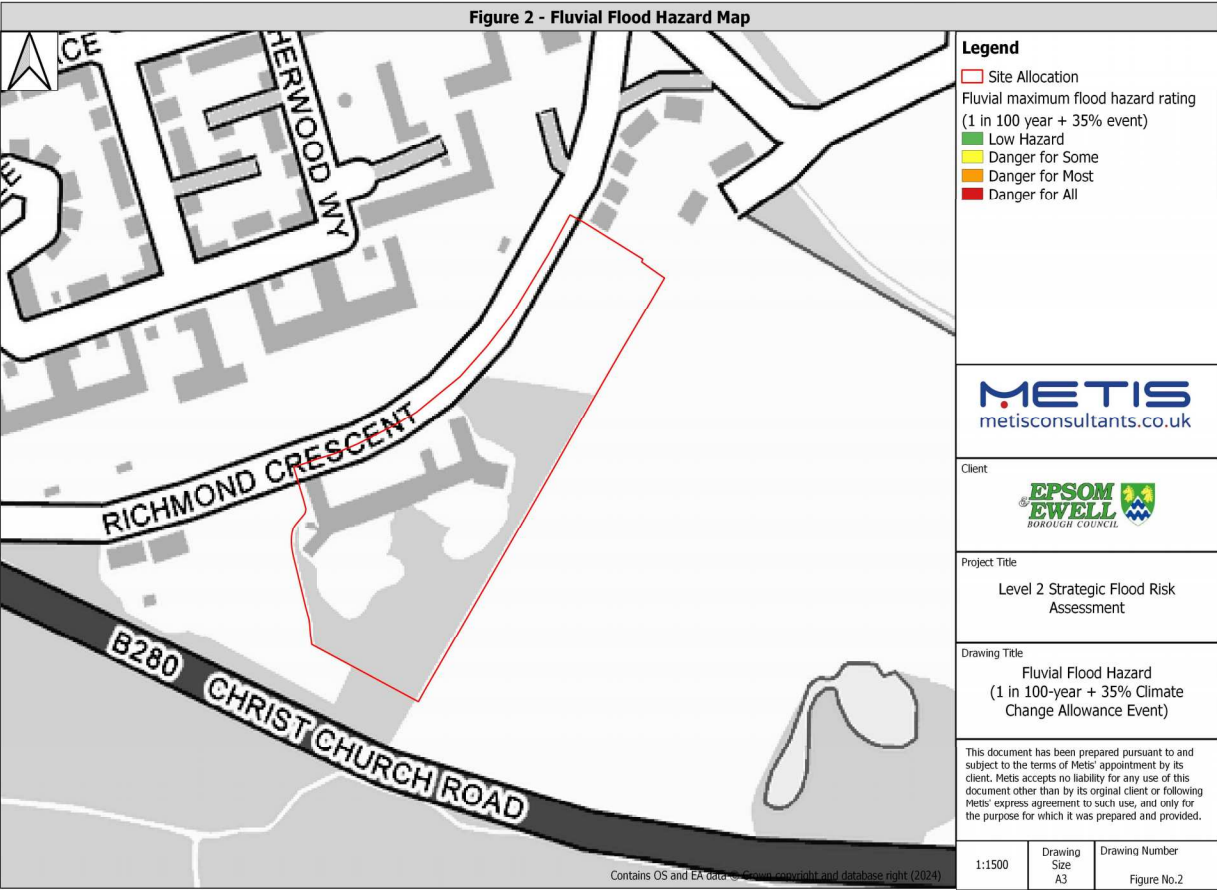 Figure 2 - Fluvial Flood Hazard Map
CE
HERWOOD WY
E
RICHMOND CRESCENT
B280 CHRIST CHURCH ROAD
Contains OS and EA data © Crown copyright and database right (2024)
Legend
Site Allocation
Fluvial maximum flood hazard rating
(1 in 100 year + 35% event)
Low Hazard
Danger for Some
Danger for Most
Danger for All
METIS
metisconsultants.co.uk
Client
EPSOM
& EWELL
BOROUGH COUNCIL
Project Title
Level 2 Strategic Flood Risk
Assessment
Drawing Title
Fluvial Flood Hazard
(1 in 100-year + 35% Climate
Change Allowance Event)
This document has been prepared pursuant to and
subject to the terms of Metis' appointment by its
client. Metis accepts no liability for any use of this
document other than by its orginal client or following
Metis' express agreement to such use, and only for
the purpose for which it was prepared and provided.
1:1500
Drawing
Size
A3
Drawing Number
Figure No.2